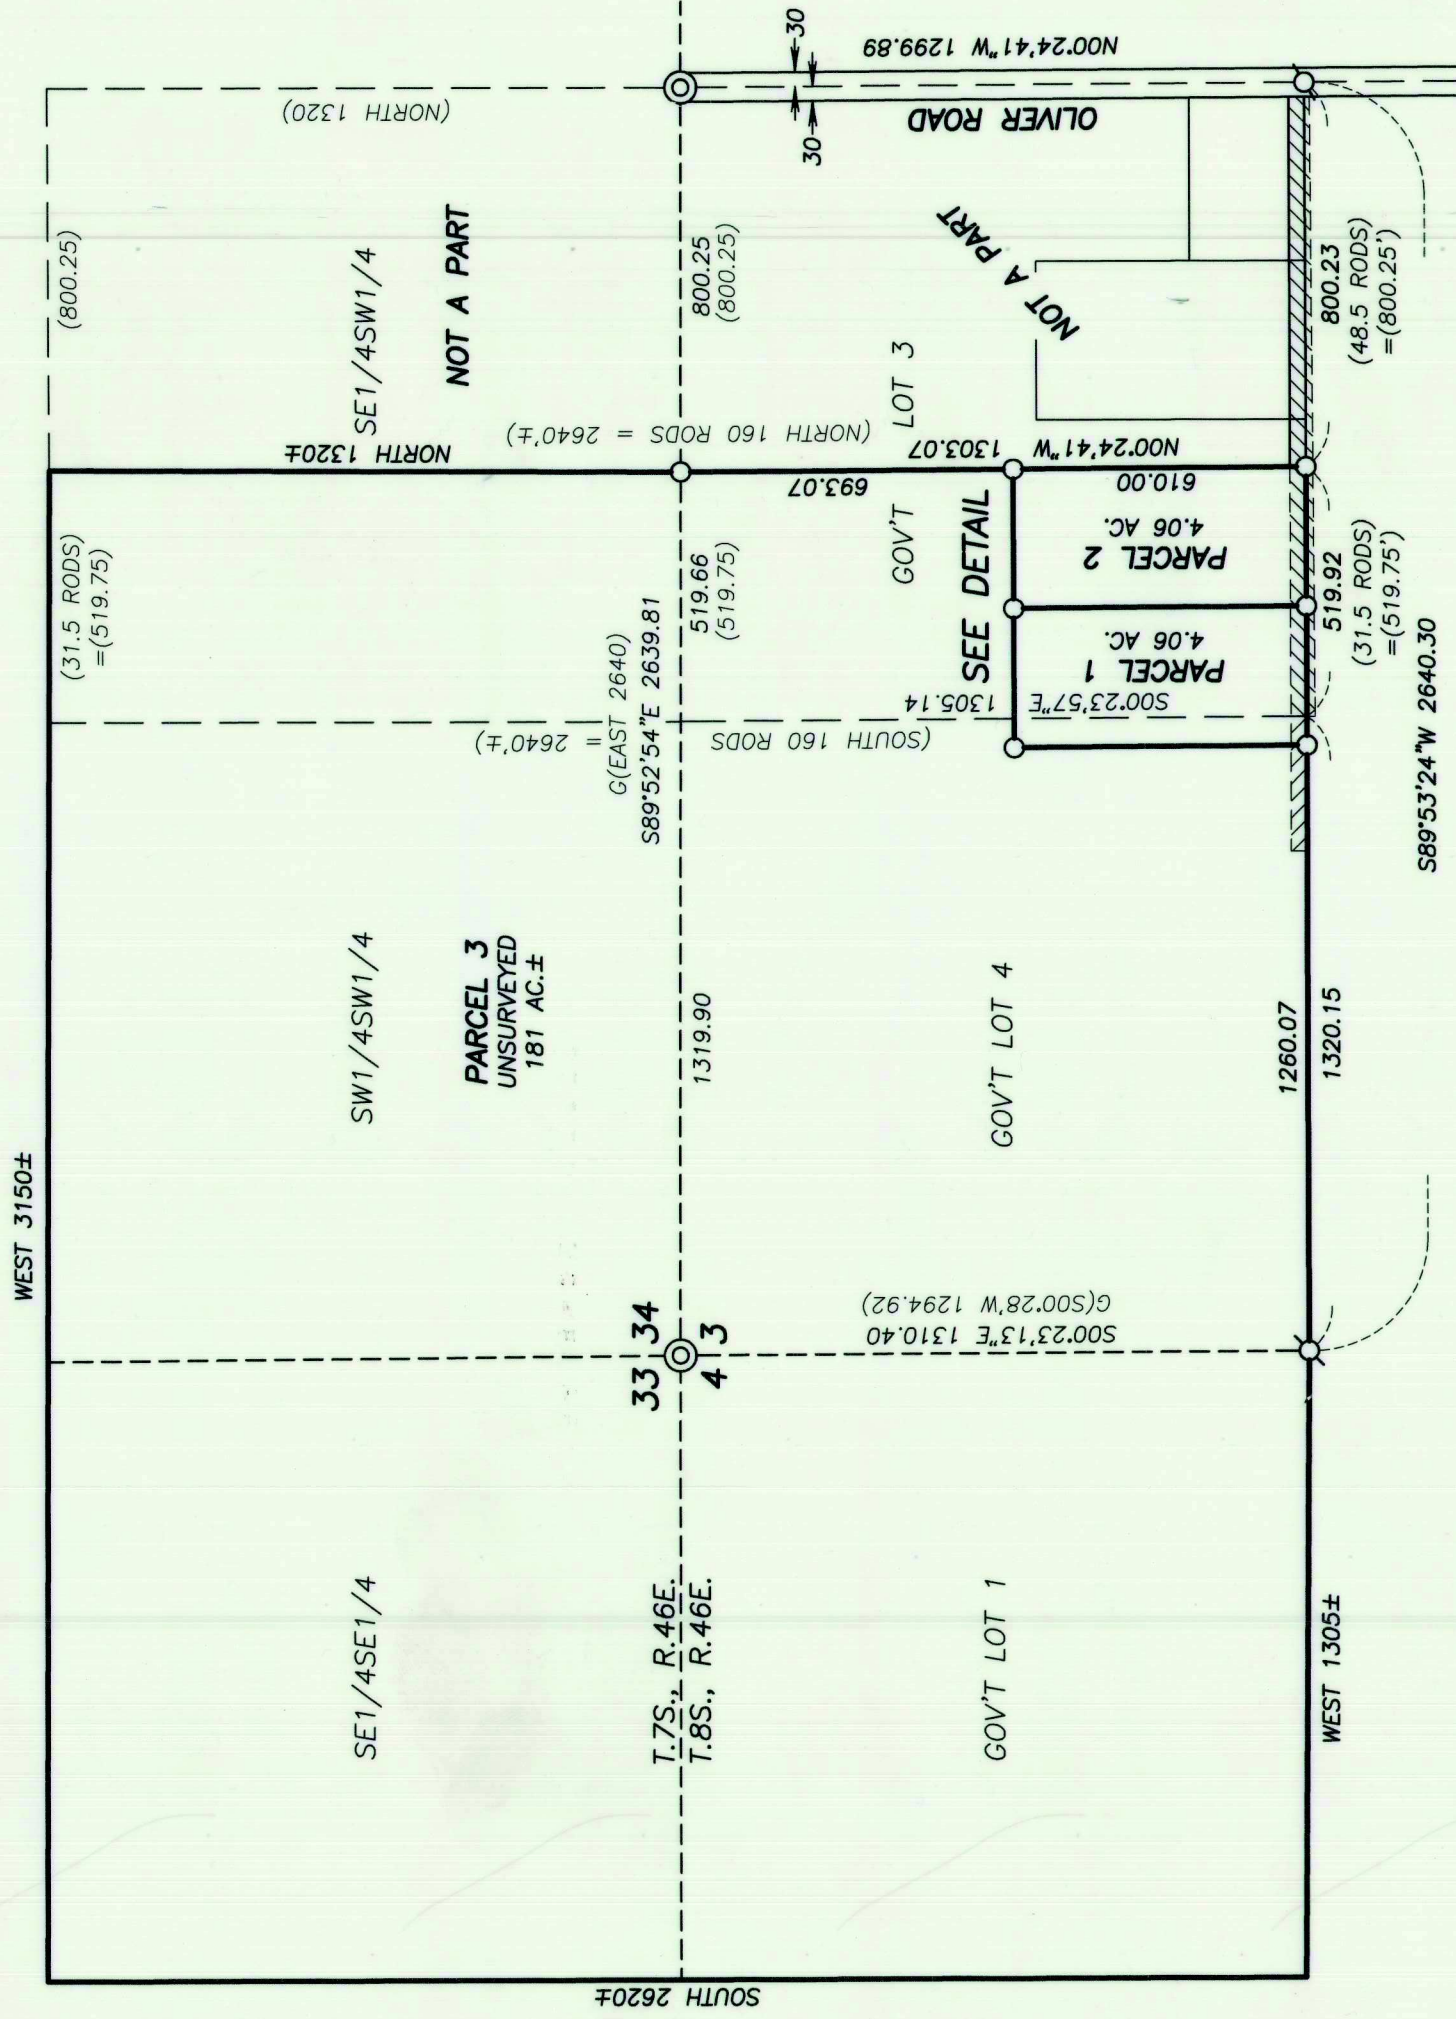 WEST 3150±
(31.5 RODS)
=(519.75)
(800.25)
(NORTH 1320)
SE1/4SE1/4
SW1/4SW1/4
SE1/4SW1/4
NOT A PART
NORTH 1320±
PARCEL 3
UNSURVEYED
181 AC.±
SOUTH 2620±
T.7S., R.46E.
T.8S., R.46E.
33 34
4 3
G(EAST 2640)
S89°52'54"E 2639.81
1319.90
519.66
(519.75)
800.25
(800.25)
(SOUTH 160 RODS = 2640'±)
(NORTH 160 RODS = 2640'±)
693.07
30
30
OLIVER ROAD
N00°24'41"W 1299.89
GOV'T LOT 1
GOV'T LOT 4
GOV'T LOT 3
NOT A PART
S00°23'13"E 1310.40
G(S00°28'W 1294.92)
S00°23'57"E 1305.14
SEE DETAIL
N00°24'41"W 1303.07
610.00
PARCEL 1
4.06 AC.
PARCEL 2
4.06 AC.
WEST 1305±
1260.07
1320.15
519.92
(31.5 RODS)
=(519.75')
800.23
(48.5 RODS)
=(800.25')
S89°53'24"W 2640.30